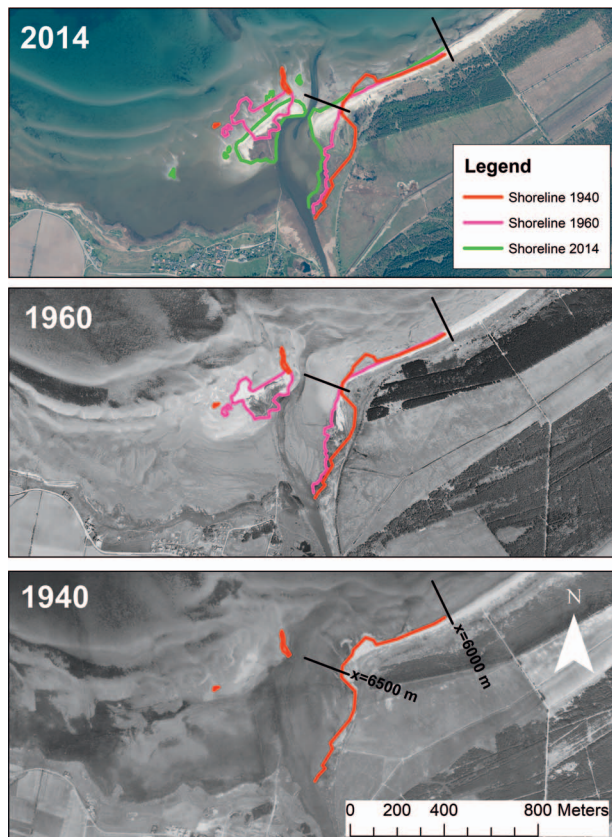 2014
Legend
Shoreline 1940
Shoreline 1960
Shoreline 2014
1960
1940
N
x=6000 m
x=6500 m
0 200 400 800 Meters